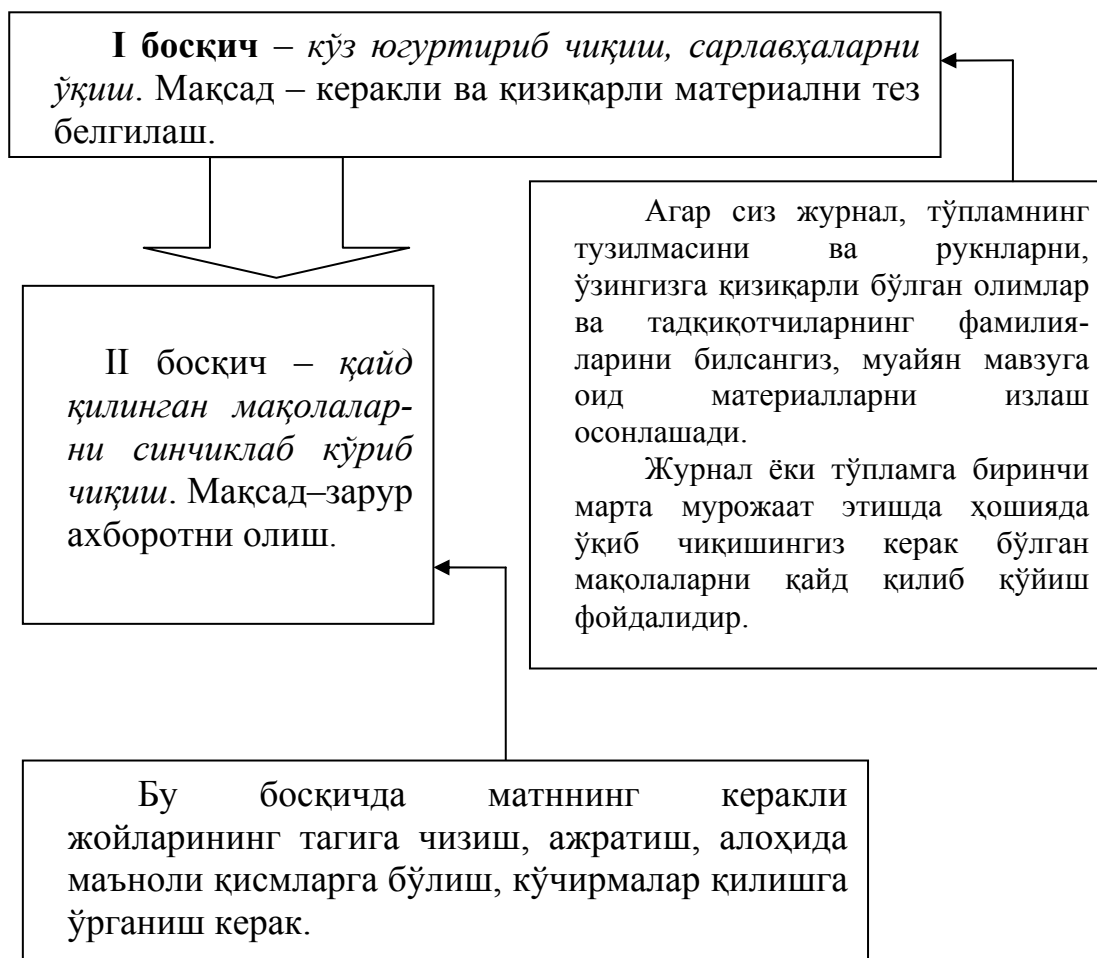 I босқич – кўз югуртириб чиқиш, сарлавҳаларни
ўқиш. Мақсад – керакли ва қизиқарли материални тез
белгилаш.
Агар сиз журнал, тўпламнинг
тузилмасини ва рукнларни,
ўзингизга қизиқарли бўлган олимлар
ва тадқиқотчиларнинг фамилия-
ларини билсангиз, муайян мавзуга
оид материалларни излаш
осонлашади.
Журнал ёки тўпламга биринчи
марта мурожаат этишда ҳошияда
ўқиб чиқишингиз керак бўлган
мақолаларни қайд қилиб қўйиш
фойдалидир.
II босқич – қайд
қилинган мақолалар-
ни синчиклаб кўриб
чиқиш. Мақсад–зарур
ахборотни олиш.
Бу босқичда матннинг керакли
жойларининг тагига чизиш, ажратиш, алоҳида
маъноли қисмларга бўлиш, кўчирмалар қилишга
ўрганиш керак.